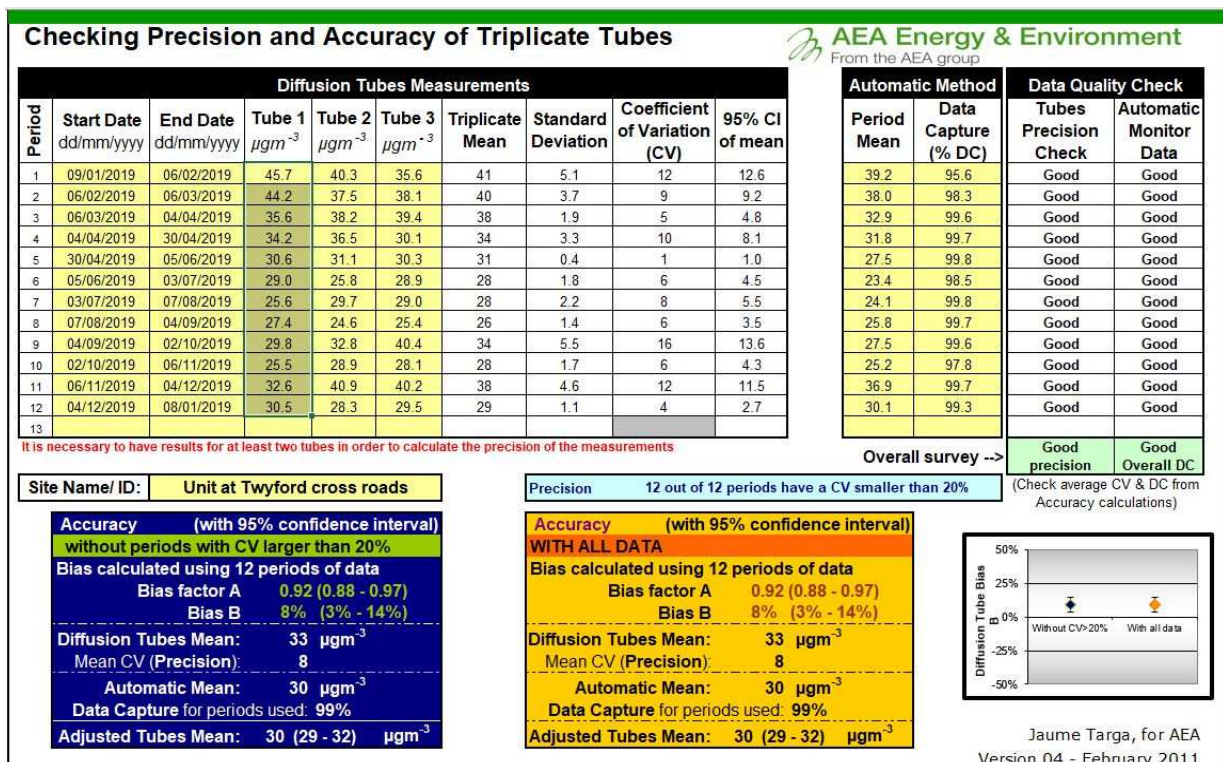 Checking Precision and Accuracy of Triplicate Tubes
AEA Energy & Environment
From the AEA group
Diffusion Tubes Measurements
Automatic Method
Data Quality Check
Period
Start Date dd/mm/yyyy
End Date dd/mm/yyyy
Tube 1 µgm-3
Tube 2 µgm-3
Tube 3 µgm-3
Triplicate Mean
Standard Deviation
Coefficient of Variation (CV)
95% CI of mean
Period Mean
Data Capture (% DC)
Tubes Precision Check
Automatic Monitor Data
1 09/01/2019 06/02/2019 45.7 40.3 35.6 41 5.1 12 12.6 39.2 95.6 Good Good
2 06/02/2019 06/03/2019 44.2 37.5 38.1 40 3.7 9 9.2 38.0 98.3 Good Good
3 06/03/2019 04/04/2019 35.6 38.2 39.4 38 1.9 5 4.8 32.9 99.6 Good Good
4 04/04/2019 30/04/2019 34.2 36.5 30.1 34 3.3 10 8.1 31.8 99.7 Good Good
5 30/04/2019 05/06/2019 30.6 31.1 30.3 31 0.4 1 1.0 27.5 99.8 Good Good
6 05/06/2019 03/07/2019 29.0 25.8 28.9 28 1.8 6 4.5 23.4 98.5 Good Good
7 03/07/2019 07/08/2019 25.6 29.7 29.0 28 2.2 8 5.5 24.1 99.8 Good Good
8 07/08/2019 04/09/2019 27.4 24.6 25.4 26 1.4 6 3.5 25.8 99.7 Good Good
9 04/09/2019 02/10/2019 29.8 32.8 40.4 34 5.5 16 13.6 27.5 99.6 Good Good
10 02/10/2019 06/11/2019 25.5 28.9 28.1 28 1.7 6 4.3 25.2 97.8 Good Good
11 06/11/2019 04/12/2019 32.6 40.9 40.2 38 4.6 12 11.5 36.9 99.7 Good Good
12 04/12/2019 08/01/2019 30.5 28.3 29.5 29 1.1 4 2.7 30.1 99.3 Good Good
13
It is necessary to have results for at least two tubes in order to calculate the precision of the measurements
Overall survey --> Good precision Good Overall DC
Site Name/ ID: Unit at Twyford cross roads
Precision 12 out of 12 periods have a CV smaller than 20%
(Check average CV & DC from
Accuracy calculations)
Accuracy (with 95% confidence interval)
without periods with CV larger than 20%
Bias calculated using 12 periods of data
Bias factor A 0.92 (0.88 - 0.97)
Bias B 8% (3% - 14%)
Diffusion Tubes Mean: 33 µgm-3
Mean CV (Precision): 8
Automatic Mean: 30 µgm-3
Data Capture for periods used: 99%
Adjusted Tubes Mean: 30 (29 - 32) µgm-3
Accuracy (with 95% confidence interval)
WITH ALL DATA
Bias calculated using 12 periods of data
Bias factor A 0.92 (0.88 - 0.97)
Bias B 8% (3% - 14%)
Diffusion Tubes Mean: 33 µgm-3
Mean CV (Precision): 8
Automatic Mean: 30 µgm-3
Data Capture for periods used: 99%
Adjusted Tubes Mean: 30 (29 - 32) µgm-3
Diffusion Tube Bias B
50%
25%
0%
-25%
-50%
Without CV>20%
With all data
Jaume Targa, for AEA
Version 04 - February 2011